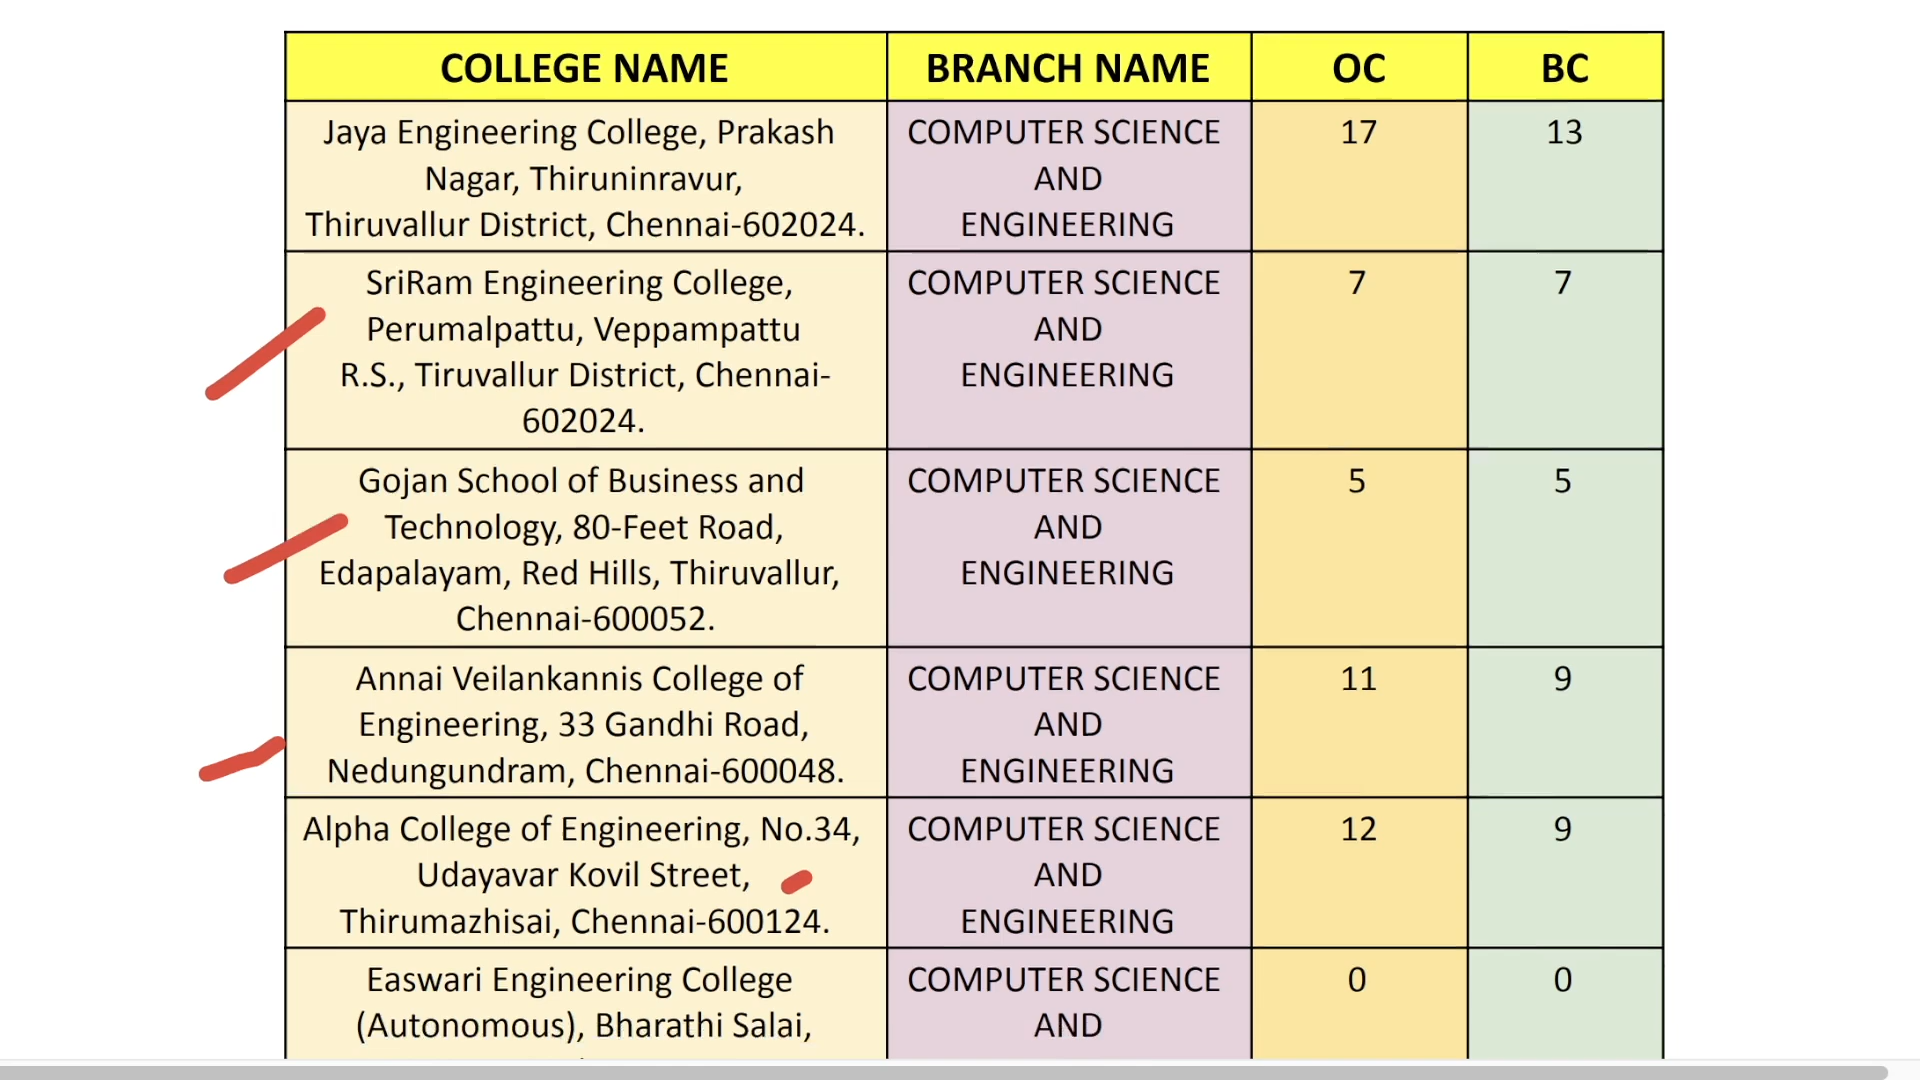 COLLEGE NAME BRANCH NAME OC BC
Jaya Engineering College, Prakash COMPUTER SCIENCE 17 13
Nagar, Thiruninravur, AND
Thiruvallur District, Chennai-602024. ENGINEERING
SriRam Engineering College, COMPUTER SCIENCE 7 7
Perumalpattu, Veppampattu AND
R.S., Tiruvallur District, Chennai- ENGINEERING
602024.
Gojan School of Business and COMPUTER SCIENCE 5 5
Technology, 80-Feet Road, AND
Edapalayam, Red Hills, Thiruvallur, ENGINEERING
Chennai-600052.
Annai Veilankannis College of COMPUTER SCIENCE 11 9
Engineering, 33 Gandhi Road, AND
Nedungundram, Chennai-600048. ENGINEERING
Alpha College of Engineering, No.34, COMPUTER SCIENCE 12 9
Udayavar Kovil Street, AND
Thirumazhisai, Chennai-600124. ENGINEERING
Easwari Engineering College COMPUTER SCIENCE 0 0
(Autonomous), Bharathi Salai, AND